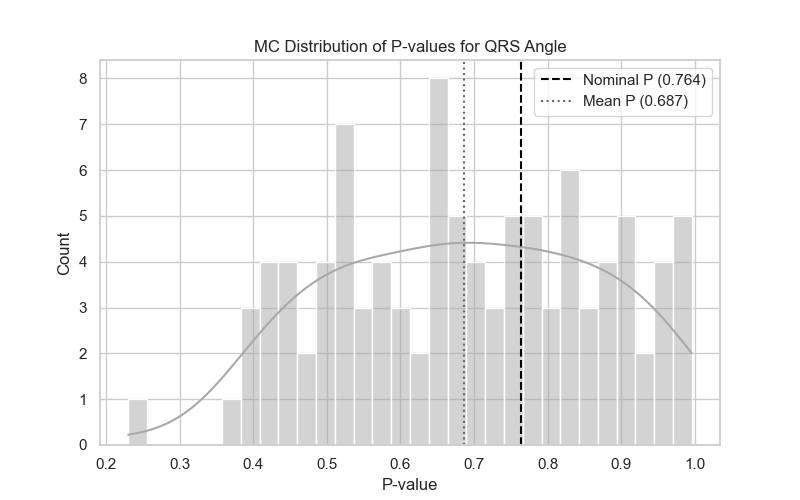 MC Distribution of P-values for QRS Angle
Nominal P (0.764)
Mean P (0.687)
Count
8
7
6
5
4
3
2
1
0
0.2 0.3 0.4 0.5 0.6 0.7 0.8 0.9 1.0
P-value